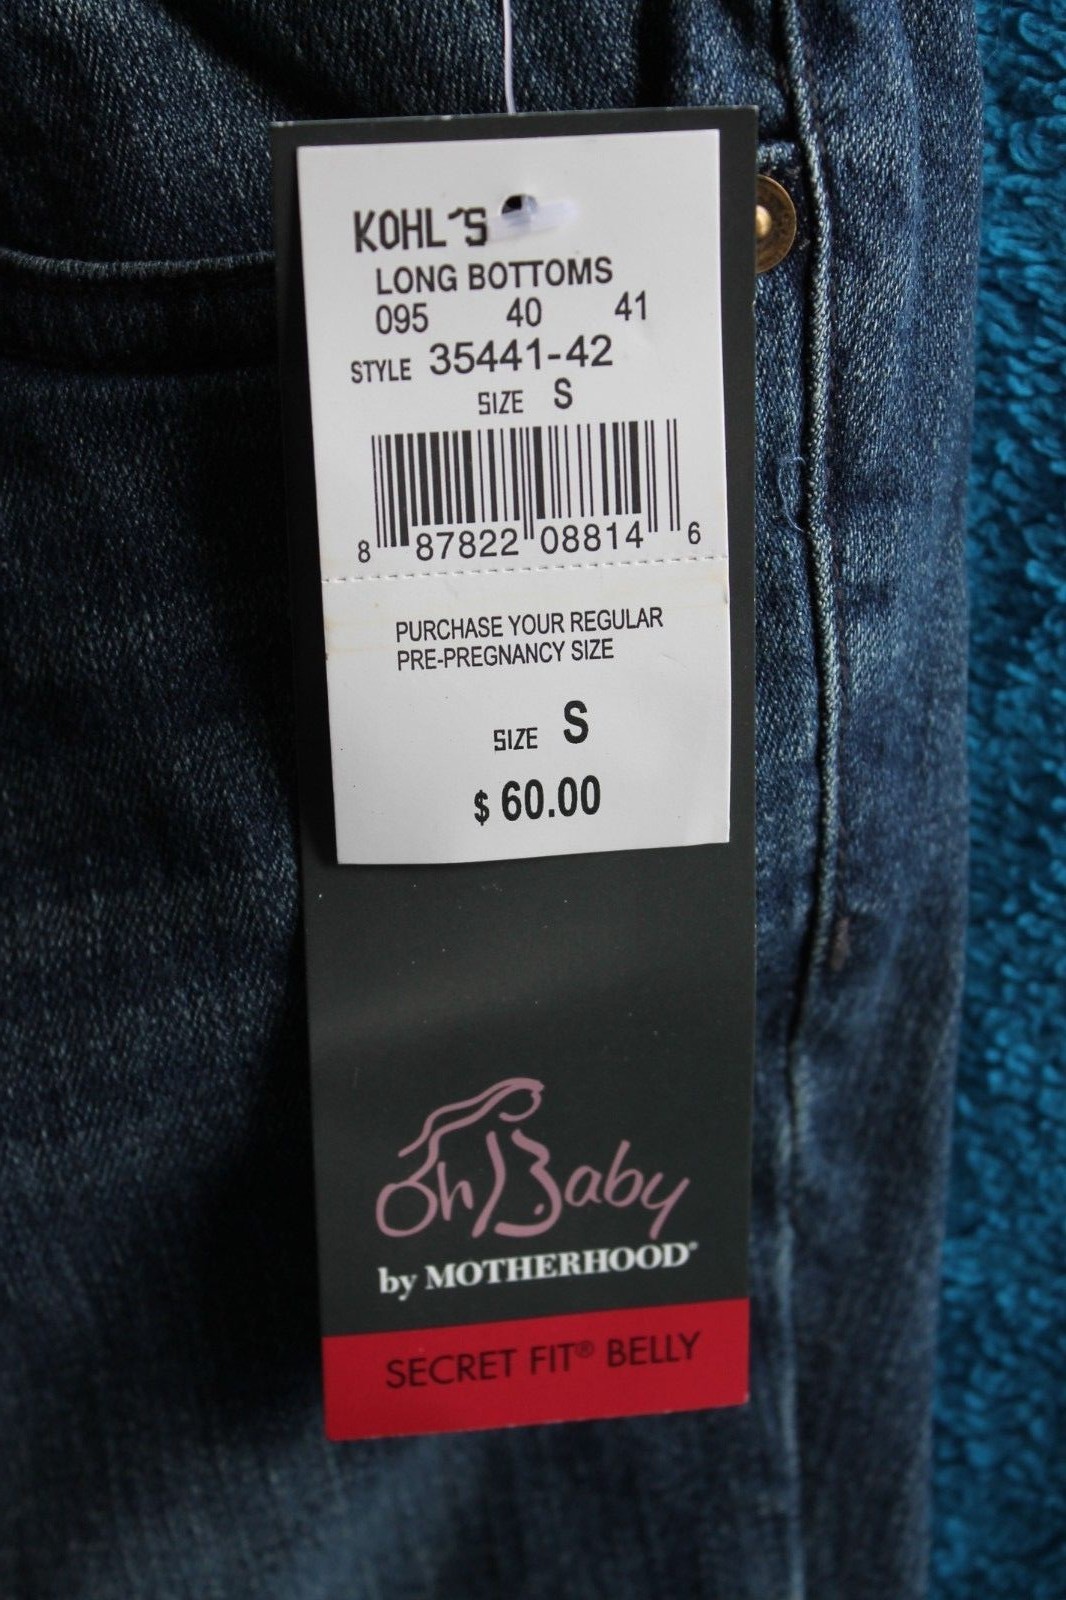 KOHL'S
LONG BOTTOMS
095 40 41
STYLE 35441-42
SIZE S
8 87822 08814 6
PURCHASE YOUR REGULAR
PRE-PREGNANCY SIZE
SIZE S
$ 60.00
Oh Baby
by MOTHERHOOD®
SECRET FIT® BELLY